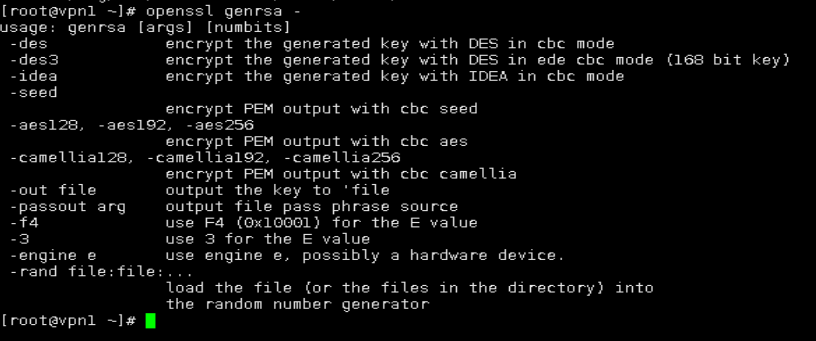 [root@vpn1 ~]# openssl genrsa -
usage: genrsa [args] [numbits]
 -des            encrypt the generated key with DES in cbc mode
 -des3           encrypt the generated key with DES in ede cbc mode (168 bit key)
 -idea           encrypt the generated key with IDEA in cbc mode
 -seed
                 encrypt PEM output with cbc seed
 -aes128, -aes192, -aes256
                 encrypt PEM output with cbc aes
 -camellia128, -camellia192, -camellia256
                 encrypt PEM output with cbc camellia
 -out file       output the key to 'file
 -passout arg    output file pass phrase source
 -f4             use F4 (0x10001) for the E value
 -3              use 3 for the E value
 -engine e       use engine e, possibly a hardware device.
 -rand file:file:...
                 load the file (or the files in the directory) into
                 the random number generator
[root@vpn1 ~]#